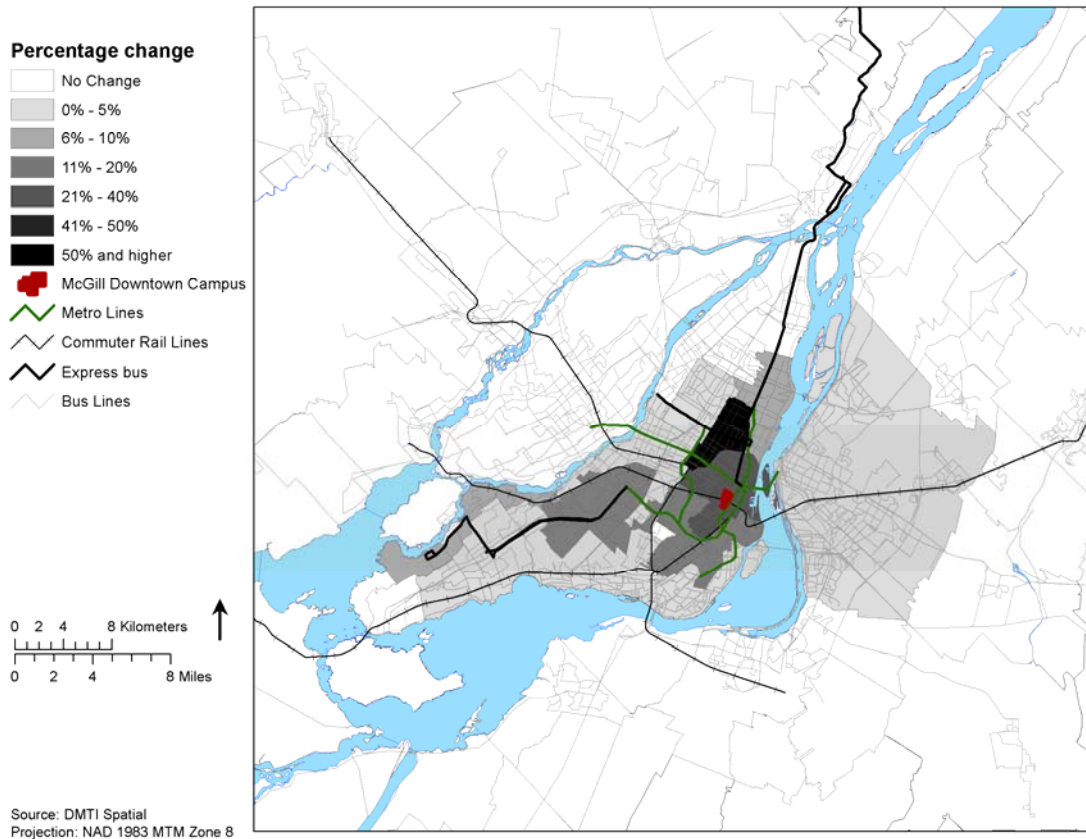 Percentage change
No Change
0% - 5%
6% - 10%
11% - 20%
21% - 40%
41% - 50%
50% and higher
McGill Downtown Campus
Metro Lines
Commuter Rail Lines
Express bus
Bus Lines
0 2 4 8 Kilometers
0 2 4 8 Miles
Source: DMTI Spatial
Projection: NAD 1983 MTM Zone 8